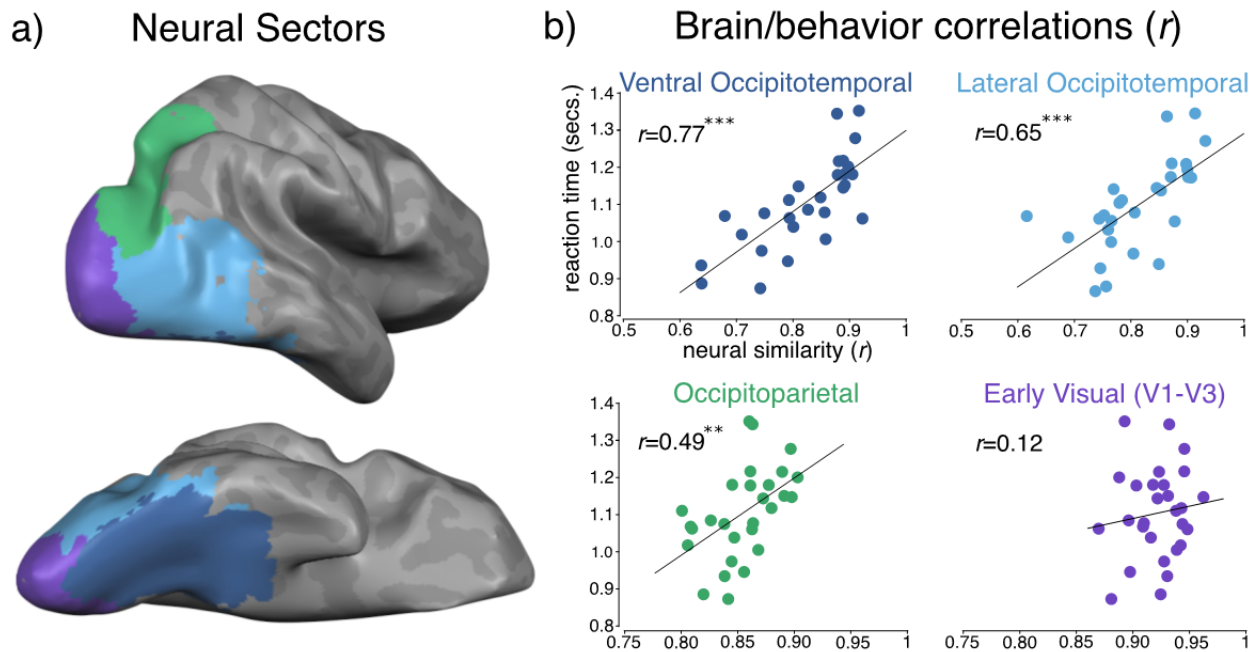 a) Neural Sectors
b) Brain/behavior correlations (r)
Ventral Occipitotemporal
r=0.77***
reaction time (secs.)
1.4
1.3
1.2
1.1
1.0
0.9
0.8
0.5 0.6 0.7 0.8 0.9 1
neural similarity (r)
Lateral Occipitotemporal
r=0.65***
0.5 0.6 0.7 0.8 0.9 1
Occipitoparietal
r=0.49**
1.4
1.3
1.2
1.1
1.0
0.9
0.8
0.75 0.80 0.85 0.90 0.95 1
Early Visual (V1-V3)
r=0.12
0.75 0.80 0.85 0.90 0.95 1